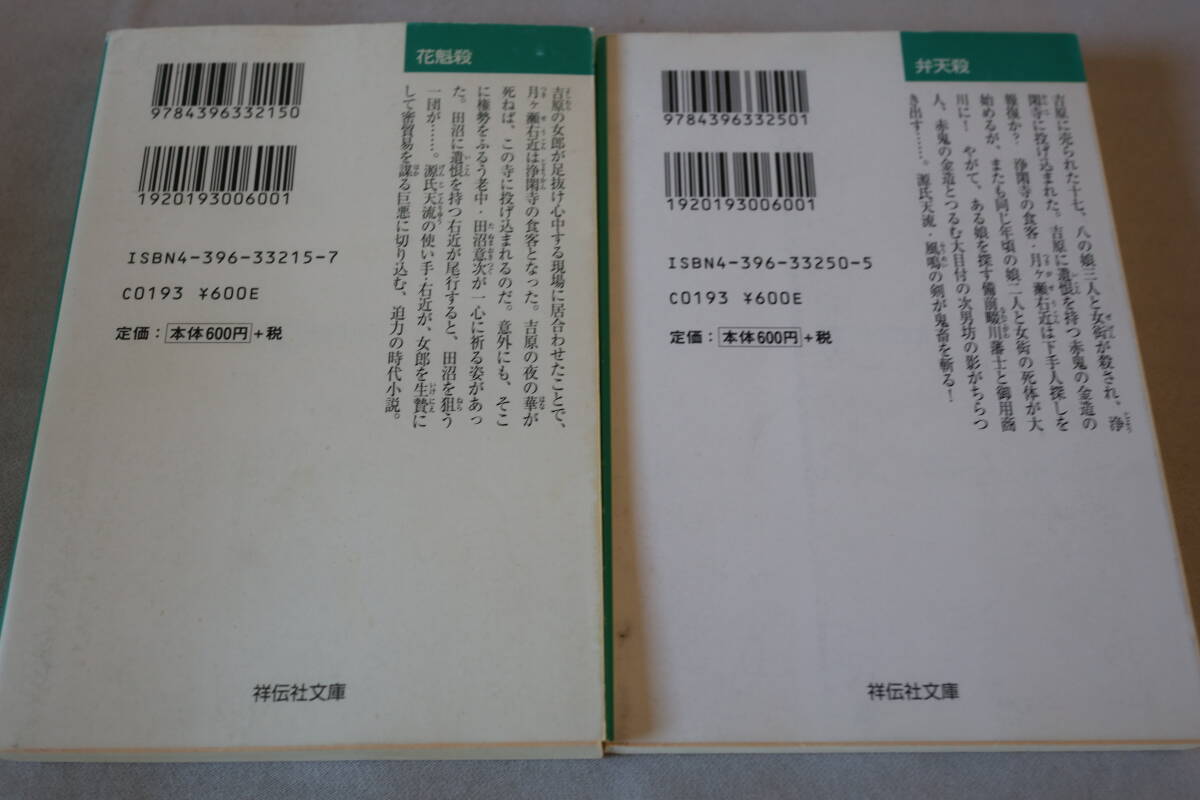 花魁殺
9784396332150
1920193006001
ISBN4-396-33215-7
C0193 ¥600E
定価：本体600円+税
吉原の女郎が足抜け心中する現場に居合わせたことで、
月ヶ瀬右近は浄閑寺の食客となった。吉原の夜の華が
死ねば、この寺に投げ込まれるのだ。意外にも、そこ
に権勢をふるう老中・田沼意次が一心に祈る姿があっ
た。田沼に遺恨を持つ右近が尾行すると、田沼を狙う
一団が……。源氏天流の使い手・右近が、女郎を生贄に
して密貿易を謀る巨悪に切り込む、迫力の時代小説。
祥伝社文庫
弁天殺
9784396332501
1920193006001
ISBN4-396-33250-5
C0193 ¥600E
定価：本体600円+税
吉原に売られた十七、八の娘三人と女衒が殺され、浄
閑寺に投げ込まれた。吉原に遺恨を持つ赤鬼の金造の
報復か？　浄閑寺の食客・月ヶ瀬右近は下手人探しを
始めるが、またも同じ年頃の娘二人と女衒の死体が大
川に！　やがて、ある娘を探す備前畷川藩士と御用商
人、赤鬼の金造とつるむ大目付の次男坊の影がちらつ
き出す……。源氏天流・風鳴の剣が鬼畜を斬る！
祥伝社文庫